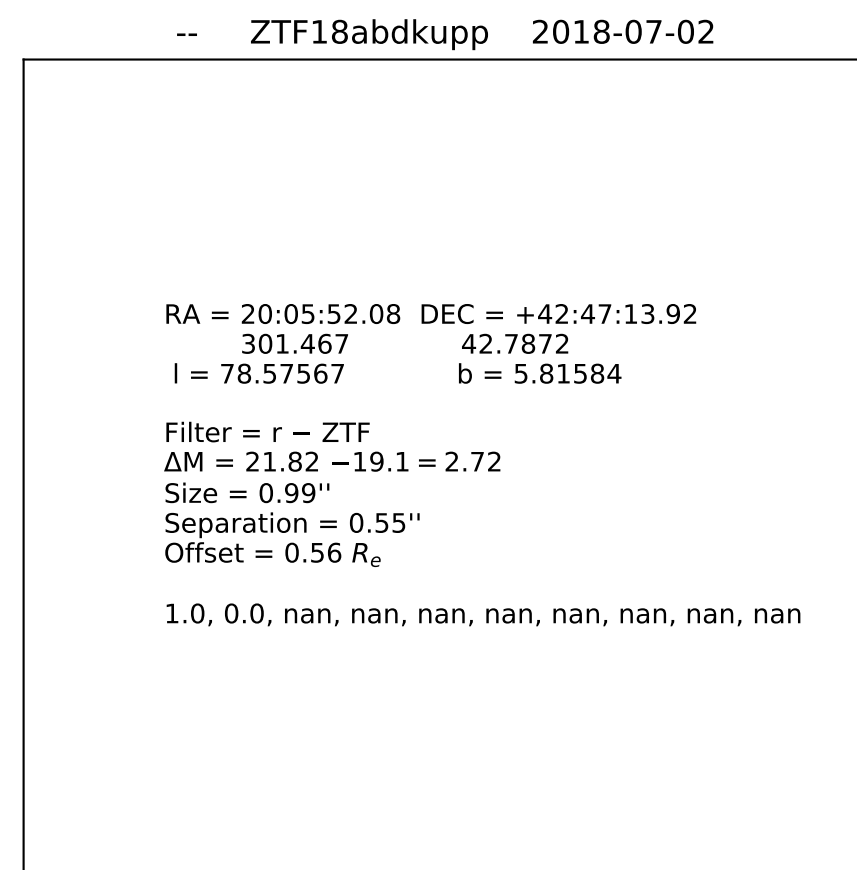 -- ZTF18abdkupp 2018-07-02
RA = 20:05:52.08 DEC = +42:47:13.92
301.467 42.7872
l = 78.57567 b = 5.81584
Filter = r − ZTF
ΔM = 21.82 −19.1 = 2.72
Size = 0.99''
Separation = 0.55''
Offset = 0.56 Rₑ
1.0, 0.0, nan, nan, nan, nan, nan, nan, nan, nan